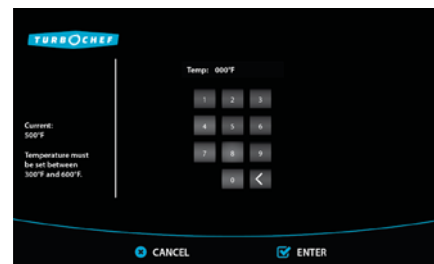 TURBOCHEF
Temp: 000°F
1 2 3
Current:
500°F
4 5 6
Temperature must
be set between
300°F and 600°F.
7 8 9
0 <
CANCEL
ENTER